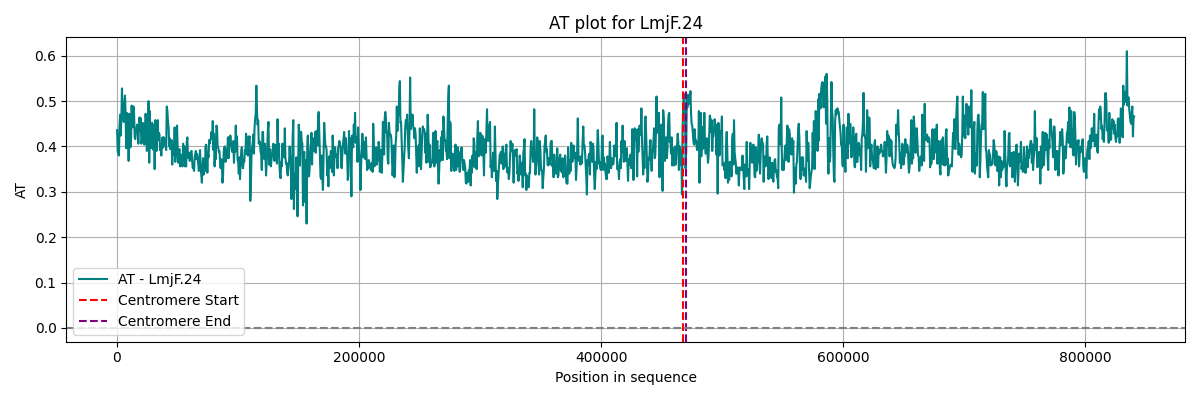 AT plot for LmjF.24
0.6
0.5
0.4
0.3
0.2
0.1
0.0
AT
AT - LmjF.24
Centromere Start
Centromere End
0 200000 400000 600000 800000
Position in sequence